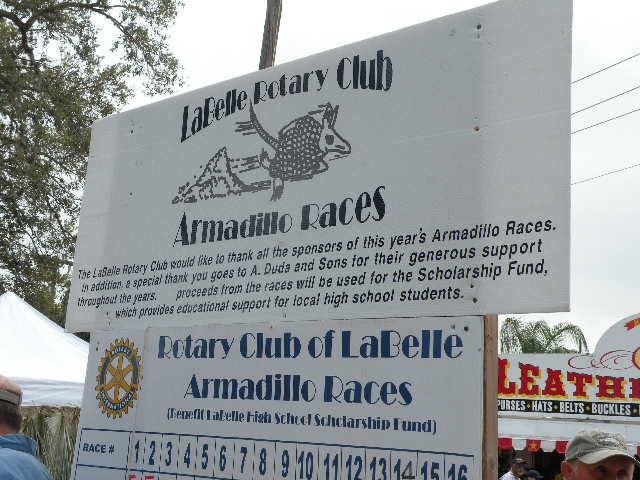 LaBelle Rotary Club
Armadillo Races
The LaBelle Rotary Club would like to thank all the sponsors of this year's Armadillo Races.
In addition, a special thank you goes to A. Duda and Sons for their generous support
throughout the years. proceeds from the races will be used for the Scholarship Fund,
which provides educational support for local high school students.
Rotary Club of LaBelle
Armadillo Races
(Benefit LaBelle High School Scholarship Fund)
RACE # 1 2 3 4 5 6 7 8 9 10 11 12 13 14 15 16
LEATHE
PURSES · HATS · BELTS · BUCKLES